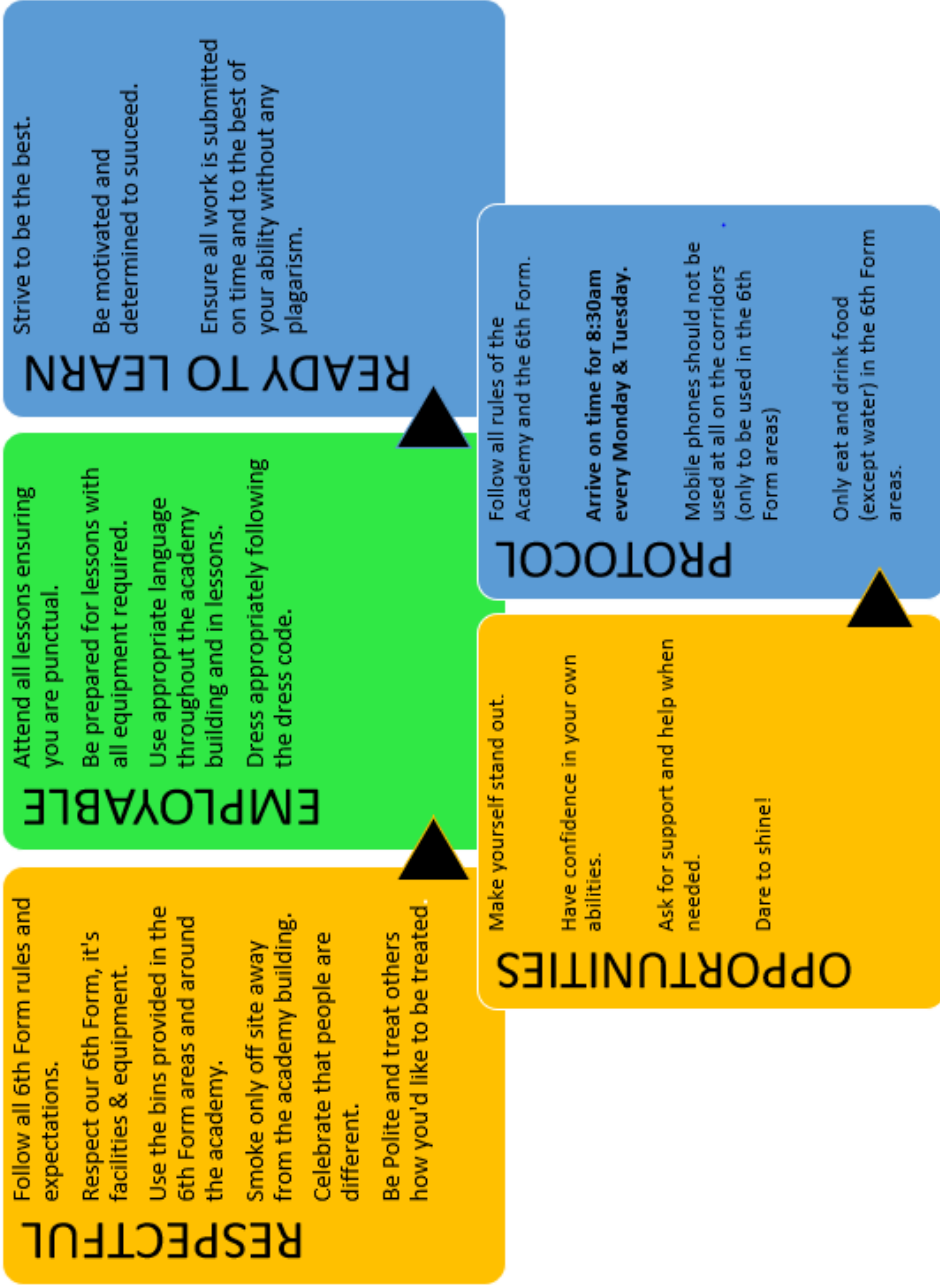 RESPECTFUL
Follow all 6th Form rules and
expectations.
Respect our 6th Form, it's
facilities & equipment.
Use the bins provided in the
6th Form areas and around
the academy.
Smoke only off site away
from the academy building.
Celebrate that people are
different.
Be Polite and treat others
how you'd like to be treated.
EMPLOYABLE
Attend all lessons ensuring
you are punctual.
Be prepared for lessons with
all equipment required.
Use appropriate language
throughout the academy
building and in lessons.
Dress appropriately following
the dress code.
READY TO LEARN
Strive to be the best.
Be motivated and
determined to suuceed.
Ensure all work is submitted
on time and to the best of
your ability without any
plagarism.
OPPORTUNITIES
Make yourself stand out.
Have confidence in your own
abilities.
Ask for support and help when
needed.
Dare to shine!
PROTOCOL
Follow all rules of the
Academy and the 6th Form.
Arrive on time for 8:30am
every Monday & Tuesday.
Mobile phones should not be
used at all on the corridors
(only to be used in the 6th
Form areas)
Only eat and drink food
(except water) in the 6th Form
areas.